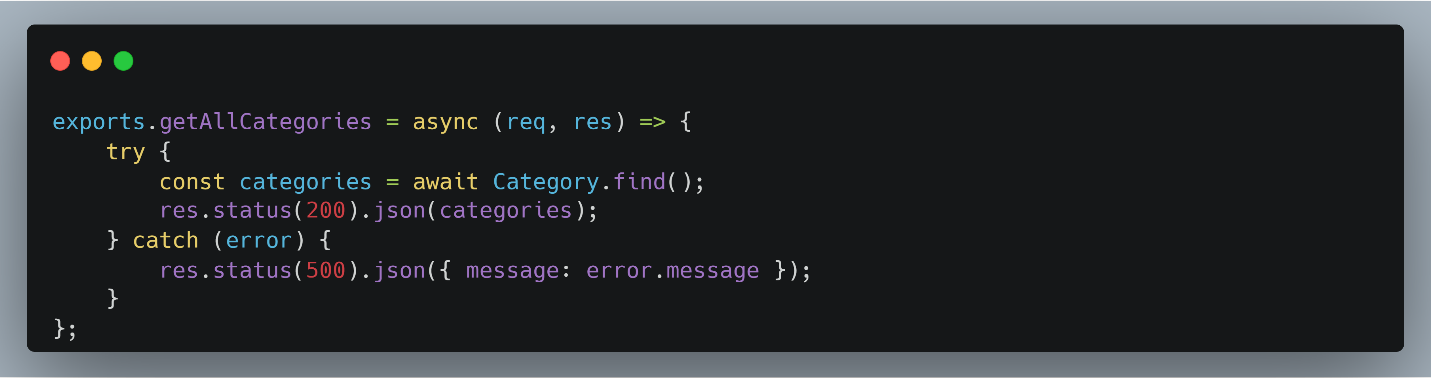 exports.getAllCategories = async (req, res) => {
    try {
        const categories = await Category.find();
        res.status(200).json(categories);
    } catch (error) {
        res.status(500).json({ message: error.message });
    }
};